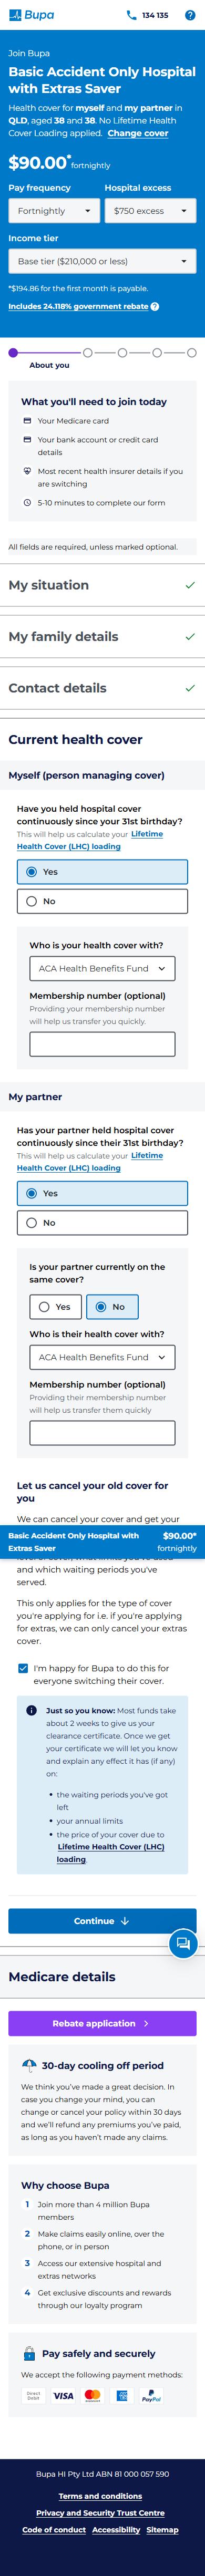 Bupa
134 135
Join Bupa
Basic Accident Only Hospital
with Extras Saver
Health cover for myself and my partner in
QLD, aged 38 and 38. No Lifetime Health
Cover Loading applied. Change cover
$90.00* fortnightly
Pay frequency
Hospital excess
Fortnightly
$750 excess
Income tier
Base tier ($210,000 or less)
*$194.86 for the first month is payable.
Includes 24.118% government rebate
About you
What you'll need to join today
Your Medicare card
Your bank account or credit card
details
Most recent health insurer details if you
are switching
5-10 minutes to complete our form
All fields are required, unless marked optional.
My situation
My family details
Contact details
Current health cover
Myself (person managing cover)
Have you held hospital cover
continuously since your 31st birthday?
This will help us calculate your Lifetime
Health Cover (LHC) loading
Yes
No
Who is your health cover with?
ACA Health Benefits Fund
Membership number (optional)
Providing your membership number
will help us transfer you quickly.
My partner
Has your partner held hospital cover
continuously since their 31st birthday?
This will help us calculate your Lifetime
Health Cover (LHC) loading
Yes
No
Is your partner currently on the
same cover?
Yes
No
Who is their health cover with?
ACA Health Benefits Fund
Membership number (optional)
Providing their membership number
will help us transfer them quickly
Let us cancel your old cover for
you
We can cancel your cover and get your
Basic Accident Only Hospital with
Extras Saver
$90.00*
fortnightly
and which waiting periods you've
served.
This only applies for the type of cover
you're applying for i.e. if you're applying
for extras, we can only cancel your extras
cover.
I'm happy for Bupa to do this for
everyone switching their cover.
Just so you know: Most funds take
about 2 weeks to give us your
clearance certificate. Once we get
your certificate we will let you know
and explain any effect it has (if any)
on:
• the waiting periods you've got
left
• your annual limits
• the price of your cover due to
Lifetime Health Cover (LHC)
loading.
Continue
Medicare details
Rebate application
30-day cooling off period
We think you've made a great decision. In
case you change your mind, you can
change or cancel your policy within 30 days
and we'll refund any premiums you've paid,
as long as you haven't made any claims.
Why choose Bupa
1 Join more than 4 million Bupa
members
2 Make claims easily online, over the
phone, or in person
3 Access our extensive hospital and
extras networks
4 Get exclusive discounts and rewards
through our loyalty program
Pay safely and securely
We accept the following payment methods:
Direct
Debit
VISA
PayPal
Bupa HI Pty Ltd ABN 81 000 057 590
Terms and conditions
Privacy and Security Trust Centre
Code of conduct Accessibility Sitemap